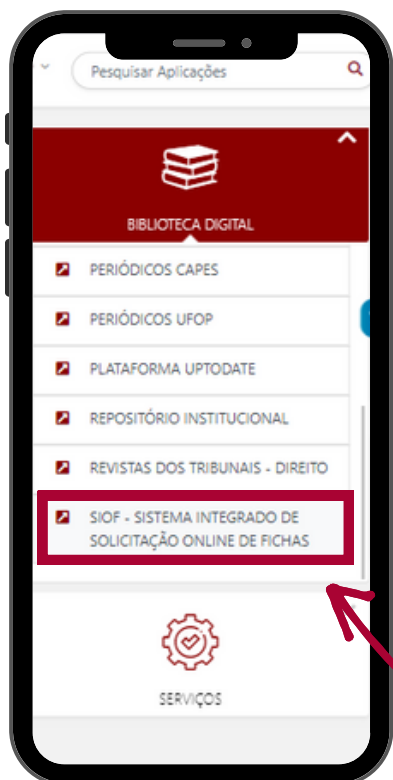 Pesquisar Aplicações
BIBLIOTECA DIGITAL
PERIÓDICOS CAPES
PERIÓDICOS UFOP
PLATAFORMA UPTODATE
REPOSITÓRIO INSTITUCIONAL
REVISTAS DOS TRIBUNAIS - DIREITO
SIOF - SISTEMA INTEGRADO DE
SOLICITAÇÃO ONLINE DE FICHAS
SERVIÇOS